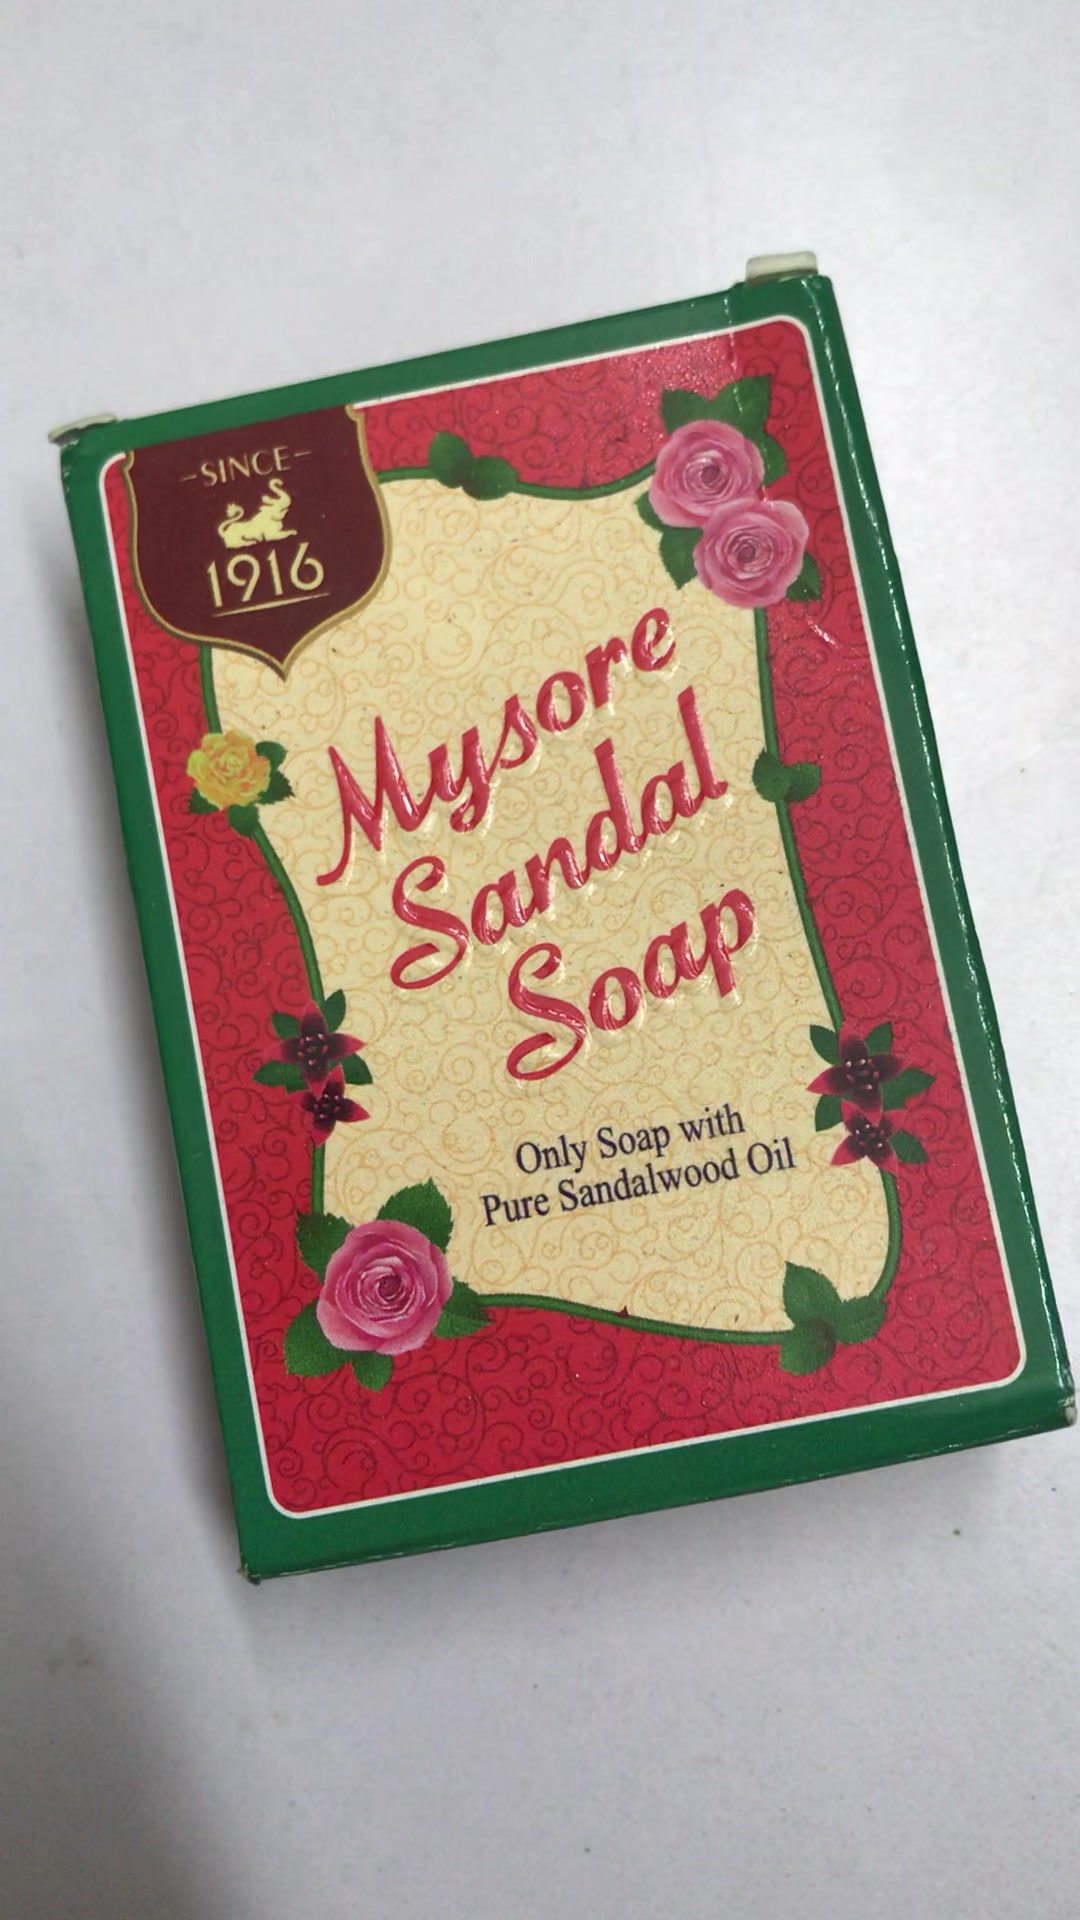 -SINCE-
1916
Mysore
Sandal
Soap
Only Soap with
Pure Sandalwood Oil